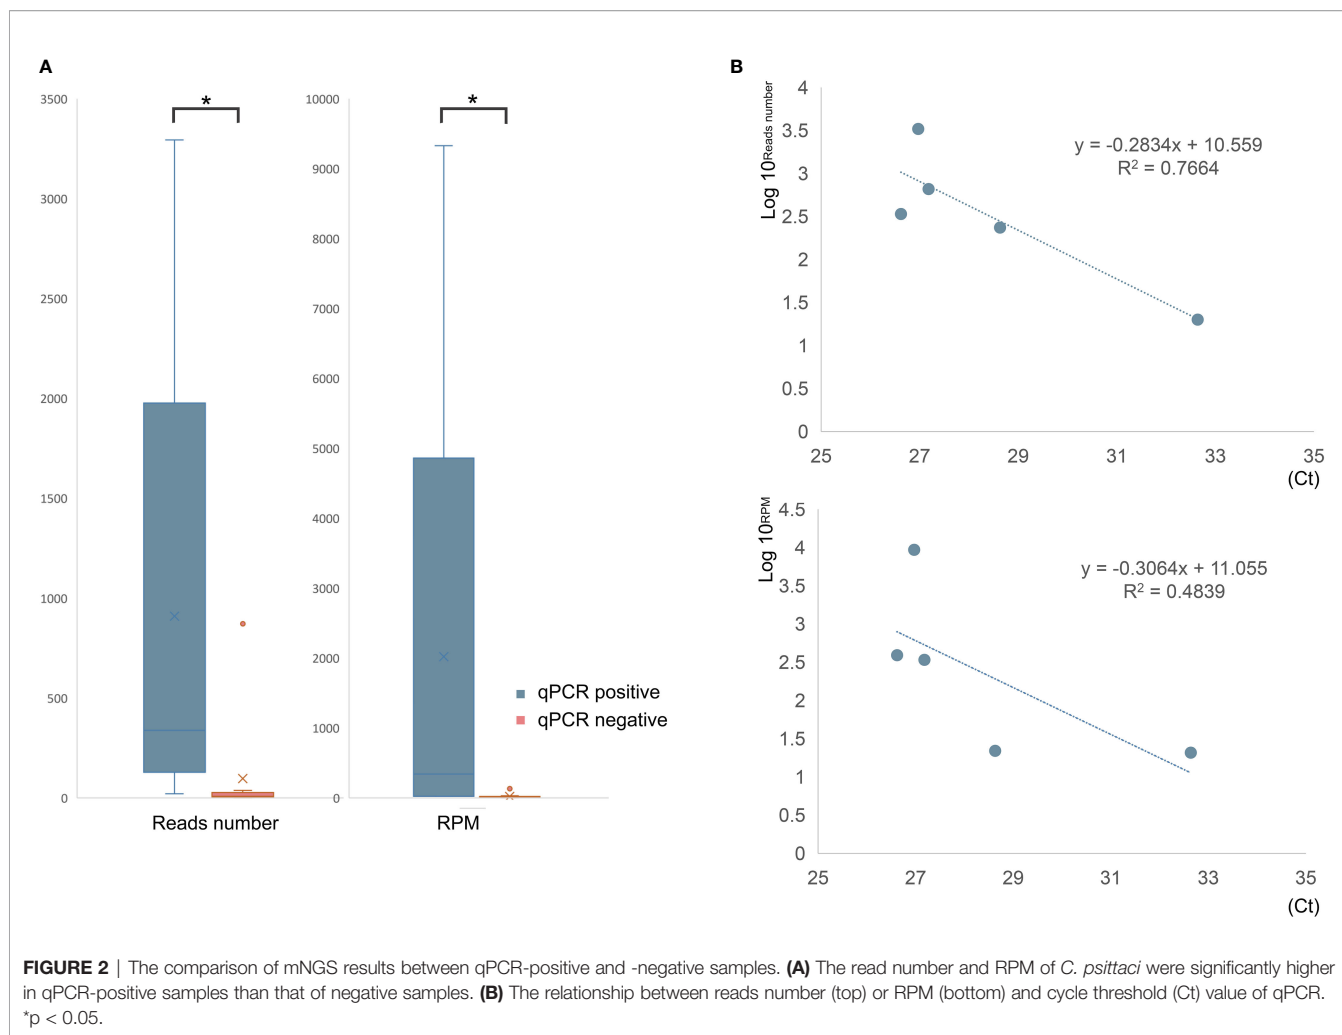 A
3500
3000
2500
2000
1500
1000
500
0
*
Reads number
10000
9000
8000
7000
6000
5000
4000
3000
2000
1000
0
*
RPM
qPCR positive
qPCR negative
B
Log 10Reads number
4
3.5
3
2.5
2
1.5
1
0.5
0
y = -0.2834x + 10.559
R² = 0.7664
25 27 29 31 33 35
(Ct)
Log 10RPM
4.5
4
3.5
3
2.5
2
1.5
1
0.5
0
y = -0.3064x + 11.055
R² = 0.4839
25 27 29 31 33 35
(Ct)
FIGURE 2 | The comparison of mNGS results between qPCR-positive and -negative samples. (A) The read number and RPM of C. psittaci were significantly higher
in qPCR-positive samples than that of negative samples. (B) The relationship between reads number (top) or RPM (bottom) and cycle threshold (Ct) value of qPCR.
*p < 0.05.